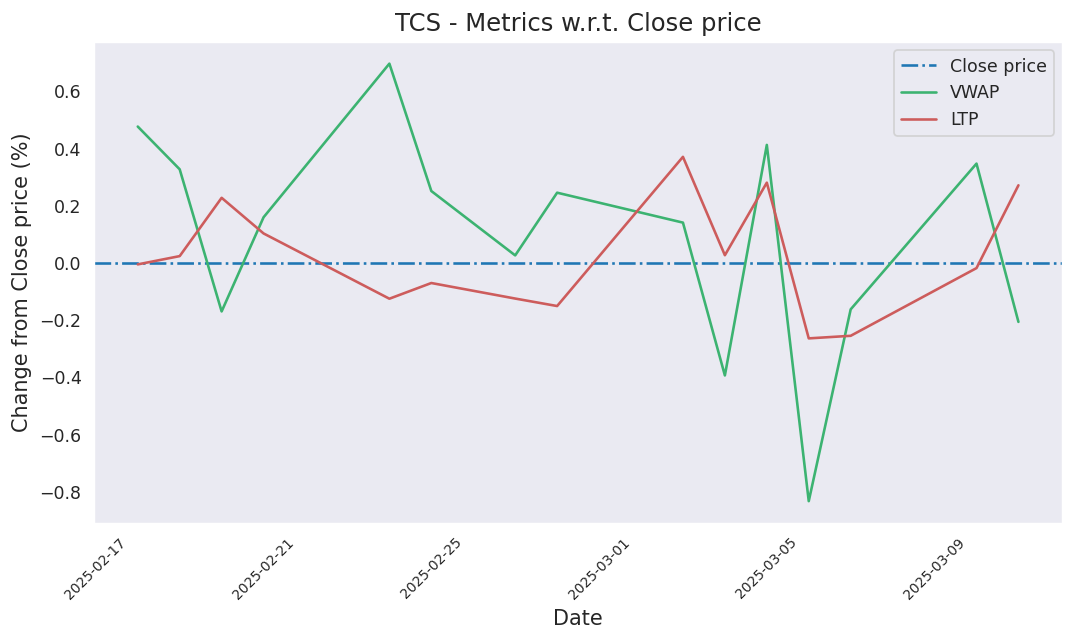 TCS - Metrics w.r.t. Close price
Close price
VWAP
LTP
Change from Close price (%)
0.6
0.4
0.2
0.0
−0.2
−0.4
−0.6
−0.8
2025-02-17
2025-02-21
2025-02-25
2025-03-01
2025-03-05
2025-03-09
Date